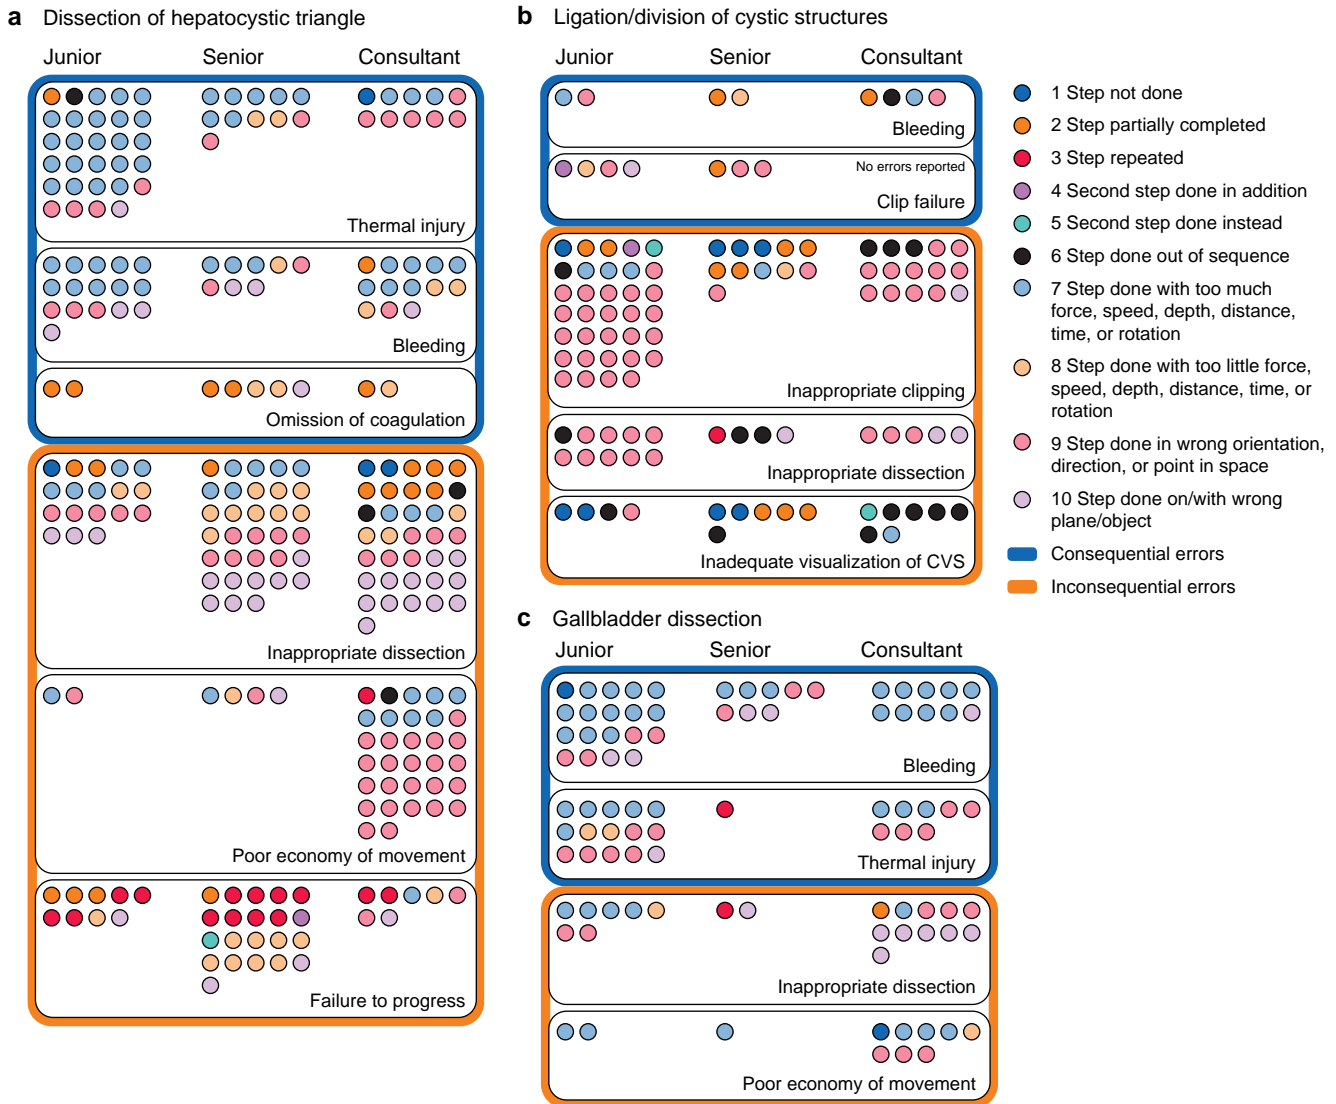 a Dissection of hepatocystic triangle
Junior Senior Consultant
Thermal injury
Bleeding
Omission of coagulation
Inappropriate dissection
Poor economy of movement
Failure to progress
b Ligation/division of cystic structures
Junior Senior Consultant
Bleeding
No errors reported
Clip failure
Inappropriate clipping
Inappropriate dissection
Inadequate visualization of CVS
c Gallbladder dissection
Junior Senior Consultant
Bleeding
Thermal injury
Inappropriate dissection
Poor economy of movement
1 Step not done
2 Step partially completed
3 Step repeated
4 Second step done in addition
5 Second step done instead
6 Step done out of sequence
7 Step done with too much
force, speed, depth, distance,
time, or rotation
8 Step done with too little force,
speed, depth, distance, time, or
rotation
9 Step done in wrong orientation,
direction, or point in space
10 Step done on/with wrong
plane/object
Consequential errors
Inconsequential errors